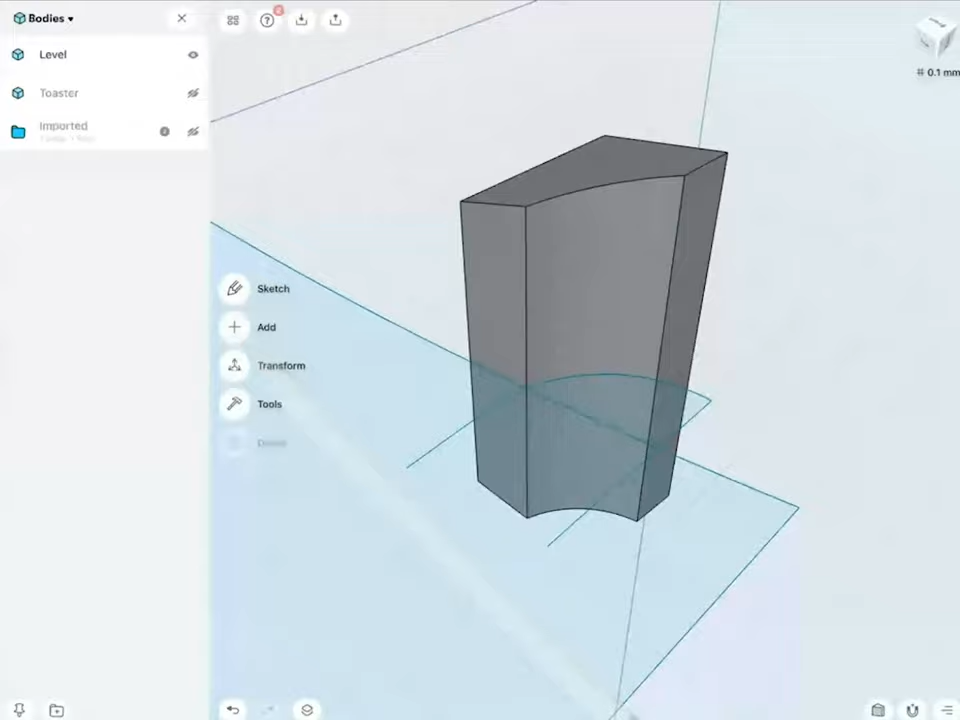 Bodies
Level
Toaster
Imported
Sketch
Add
Transform
Tools
0.1 mm